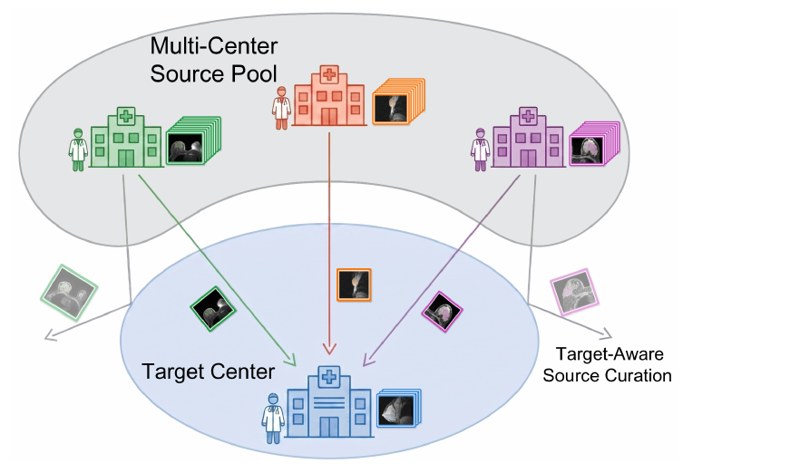 Multi-Center
Source Pool
Target Center
Target-Aware
Source Curation